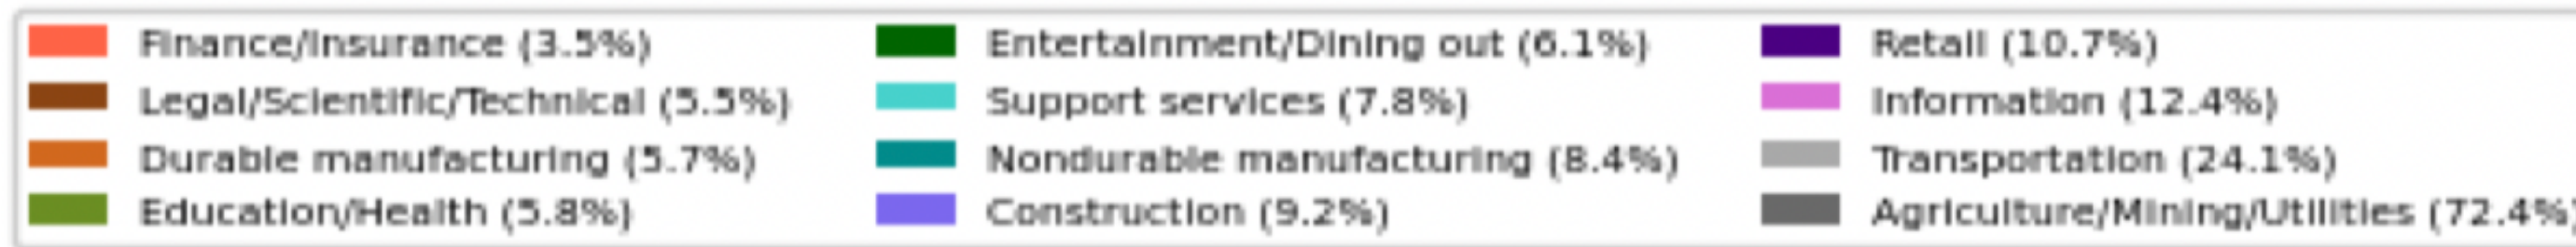 Finance/Insurance (3.5%)
Legal/Scientific/Technical (5.5%)
Durable manufacturing (5.7%)
Education/Health (5.8%)
Entertainment/Dining out (6.1%)
Support services (7.8%)
Nondurable manufacturing (8.4%)
Construction (9.2%)
Retail (10.7%)
Information (12.4%)
Transportation (24.1%)
Agriculture/Mining/Utilities (72.4%)